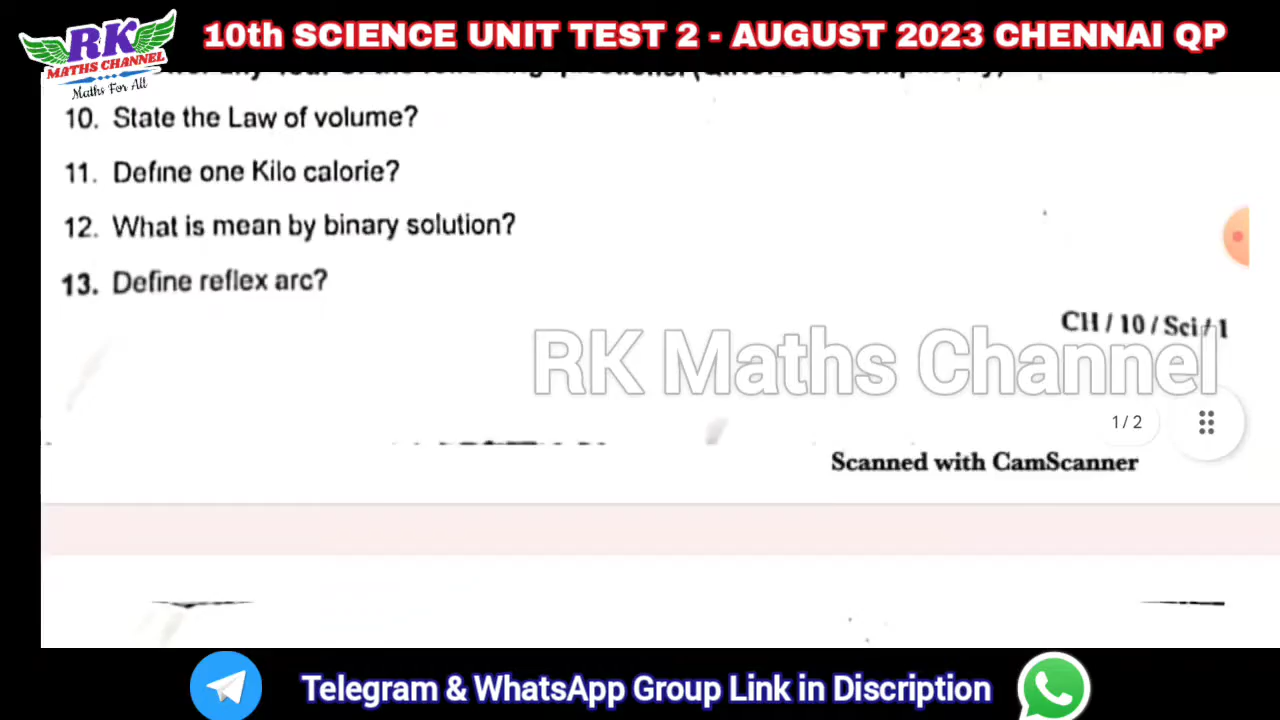 10th SCIENCE UNIT TEST 2 - AUGUST 2023 CHENNAI QP
RK
MATHS CHANNEL
Maths For All
10. State the Law of volume?
11. Define one Kilo calorie?
12. What is mean by binary solution?
13. Define reflex arc?
CH / 10 / Sci / 1
RK Maths Channel
1 / 2
Scanned with CamScanner
Telegram & WhatsApp Group Link in Discription